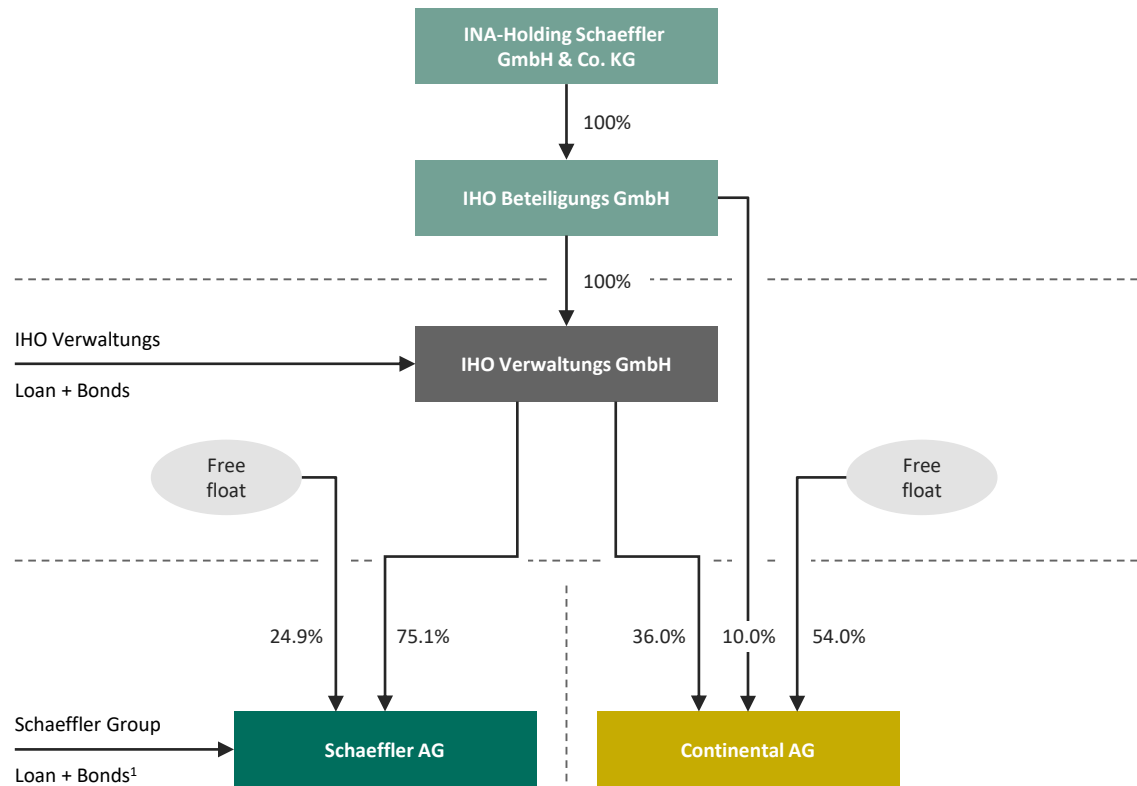 INA-Holding Schaeffler
GmbH & Co. KG
100%
IHO Beteiligungs GmbH
100%
IHO Verwaltungs
Loan + Bonds
IHO Verwaltungs GmbH
Free
float
Free
float
24.9%
75.1%
36.0%
10.0%
54.0%
Schaeffler Group
Loan + Bonds¹
Schaeffler AG
Continental AG